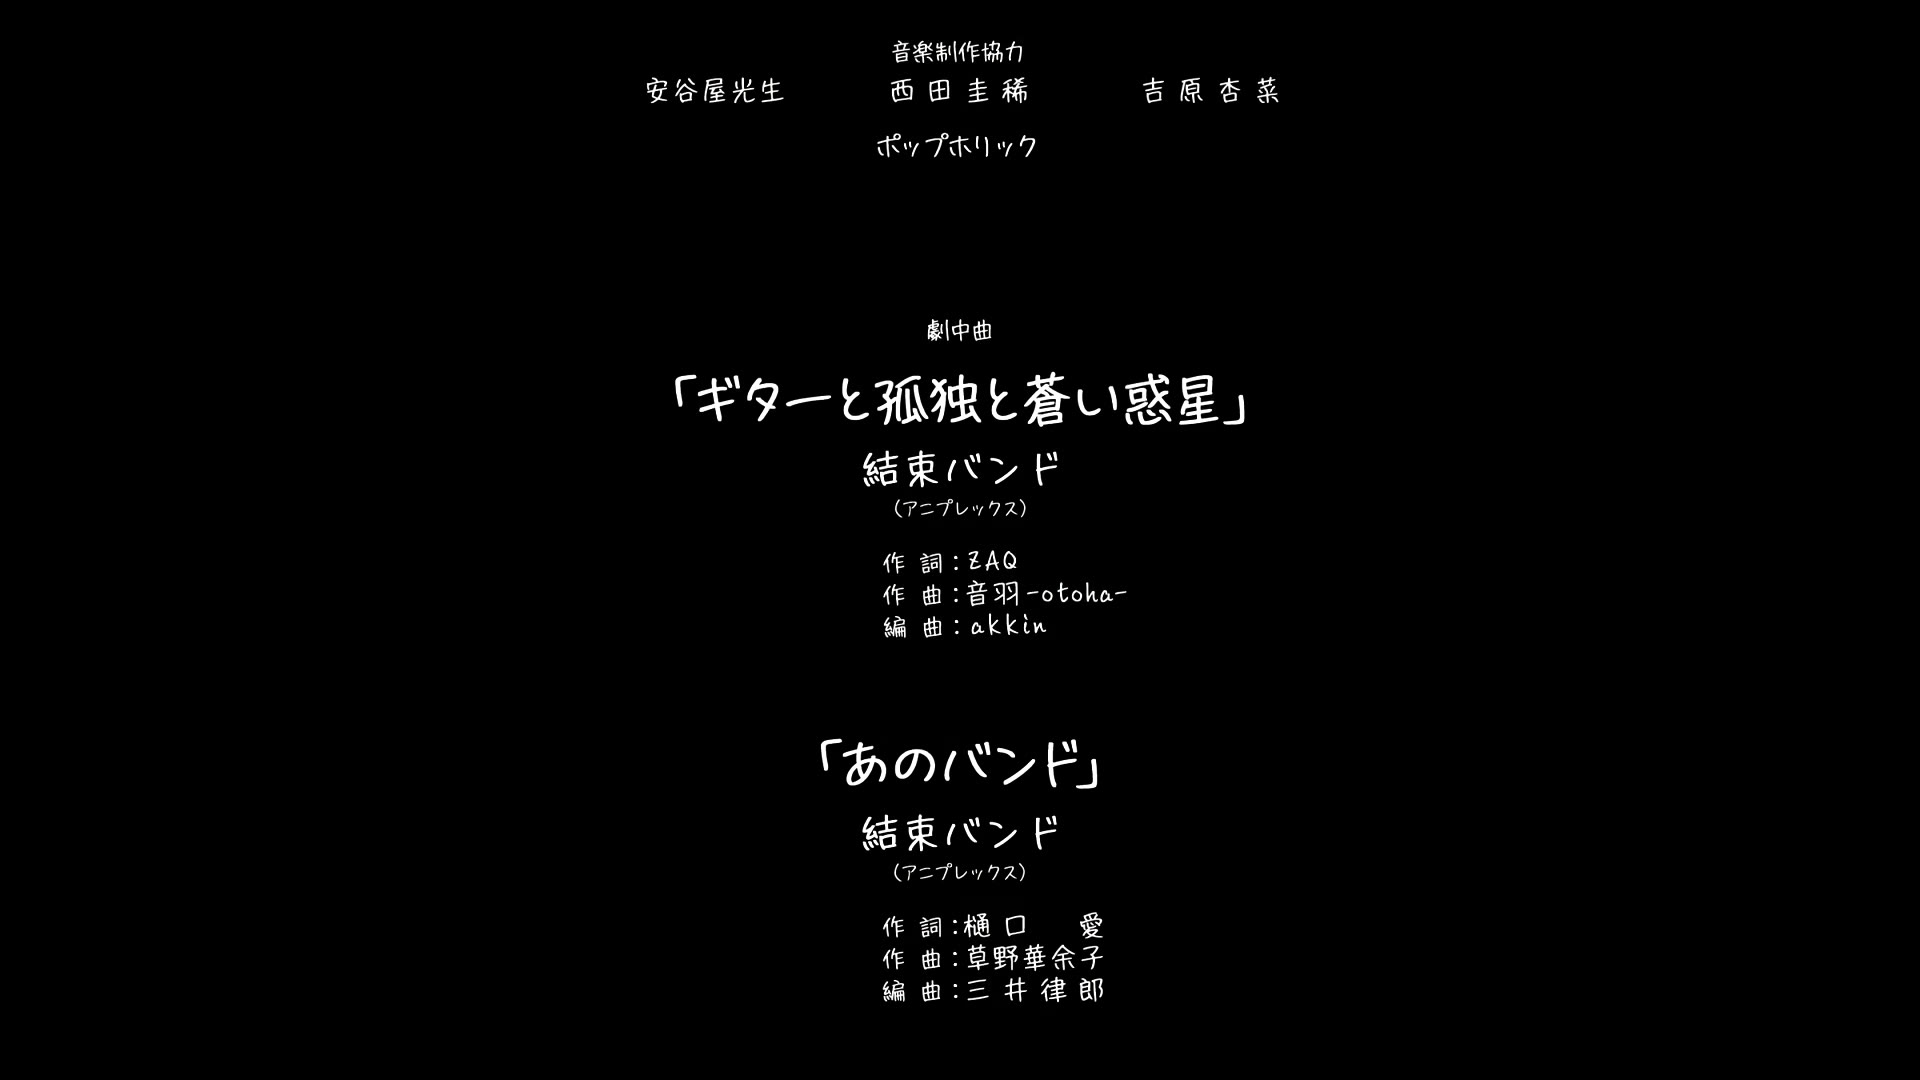 音楽制作協力
安谷屋光生 西田圭稀 吉原杏菜
ポップホリック
劇中曲
「ギターと孤独と蒼い惑星」
結束バンド
(アニプレックス)
作詞：ZAQ
作曲：音羽-otoha-
編曲：akkin
「あのバンド」
結束バンド
(アニプレックス)
作詞：樋口 愛
作曲：草野華余子
編曲：三井律郎